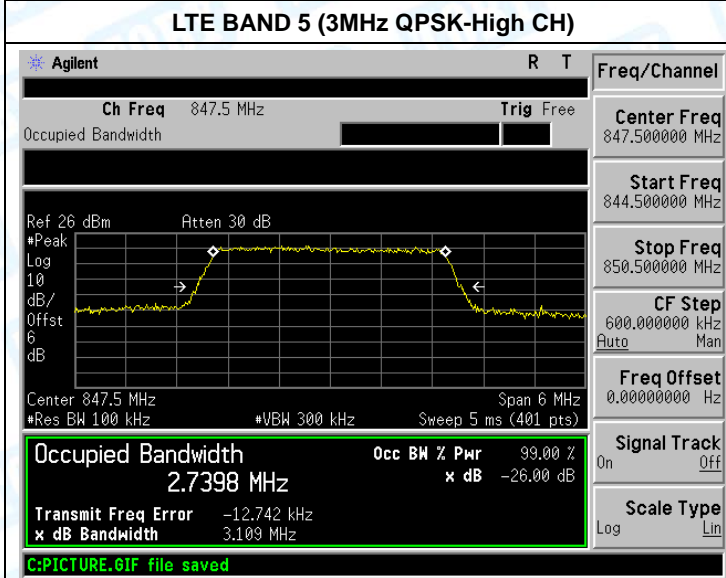 LTE BAND 5 (3MHz QPSK-High CH)
Agilent R T
Freq/Channel
Ch Freq 847.5 MHz Trig Free
Occupied Bandwidth
Center Freq
847.500000 MHz
Start Freq
844.500000 MHz
Ref 26 dBm Atten 30 dB
#Peak
Log
10
dB/
Offst
6
dB
Stop Freq
850.500000 MHz
CF Step
600.000000 kHz
Auto Man
Freq Offset
0.00000000 Hz
Center 847.5 MHz Span 6 MHz
#Res BW 100 kHz #VBW 300 kHz Sweep 5 ms (401 pts)
Signal Track
On Off
Occupied Bandwidth Occ BW % Pwr 99.00 %
2.7398 MHz x dB -26.00 dB
Transmit Freq Error -12.742 kHz
x dB Bandwidth 3.109 MHz
Scale Type
Log Lin
C:PICTURE.GIF file saved